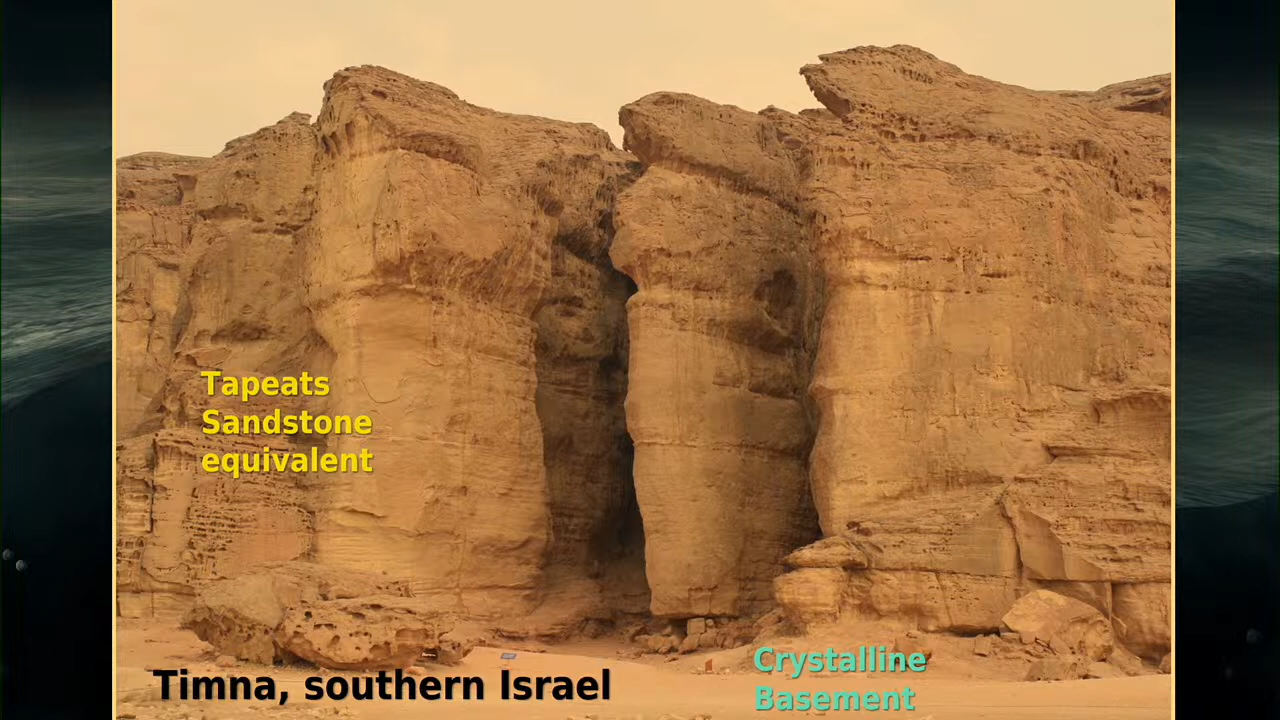 Tapeats
Sandstone
equivalent
Crystalline
Basement
Timna, southern Israel